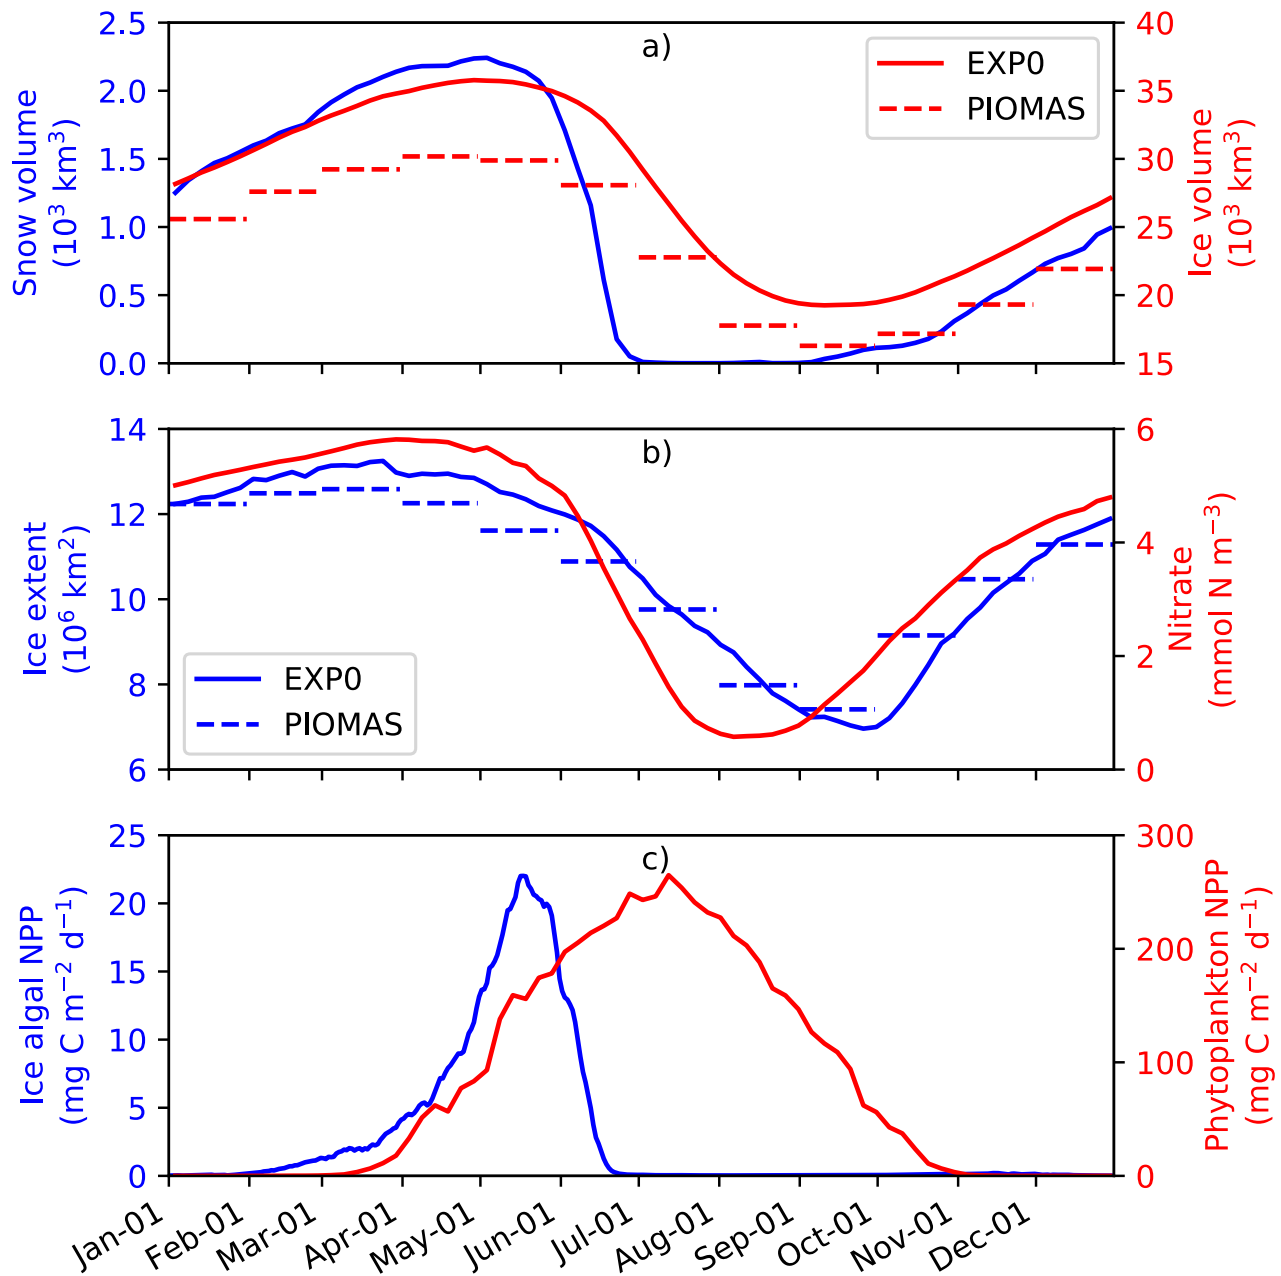 a)
2.5
2.0
1.5
1.0
0.5
0.0
Snow volume
(10³ km³)
EXP0
PIOMAS
40
35
30
25
20
15
Ice volume
(10³ km³)
b)
14
12
10
8
6
Ice extent
(10⁶ km²)
EXP0
PIOMAS
6
4
2
0
Nitrate
(mmol N m⁻³)
c)
25
20
15
10
5
0
Ice algal NPP
(mg C m⁻² d⁻¹)
300
200
100
0
Phytoplankton NPP
(mg C m⁻² d⁻¹)
Jan-01
Feb-01
Mar-01
Apr-01
May-01
Jun-01
Jul-01
Aug-01
Sep-01
Oct-01
Nov-01
Dec-01